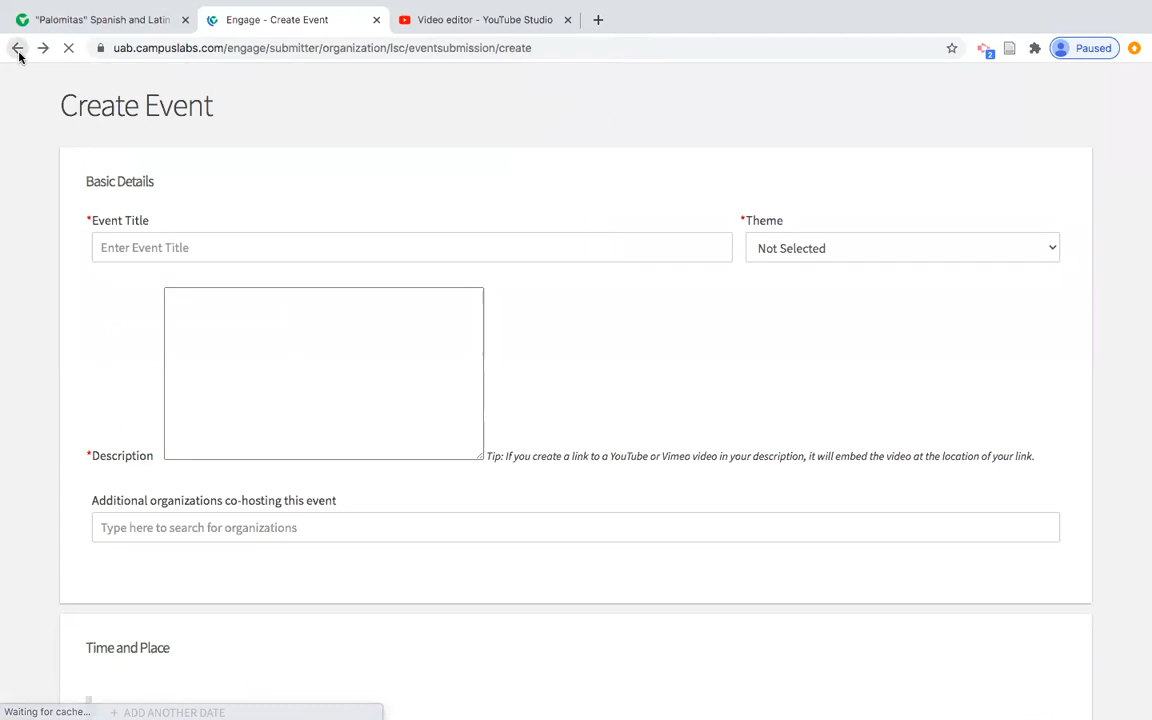 "Palomitas" Spanish and Latin
Engage - Create Event
Video editor - YouTube Studio
uab.campuslabs.com/engage/submitter/organization/lsc/eventsubmission/create
2
Paused
Create Event
Basic Details
*Event Title
*Theme
Enter Event Title
Not Selected
*Description
Tip: If you create a link to a YouTube or Vimeo video in your description, it will embed the video at the location of your link.
Additional organizations co-hosting this event
Type here to search for organizations
Time and Place
Waiting for cache...
+ ADD ANOTHER DATE